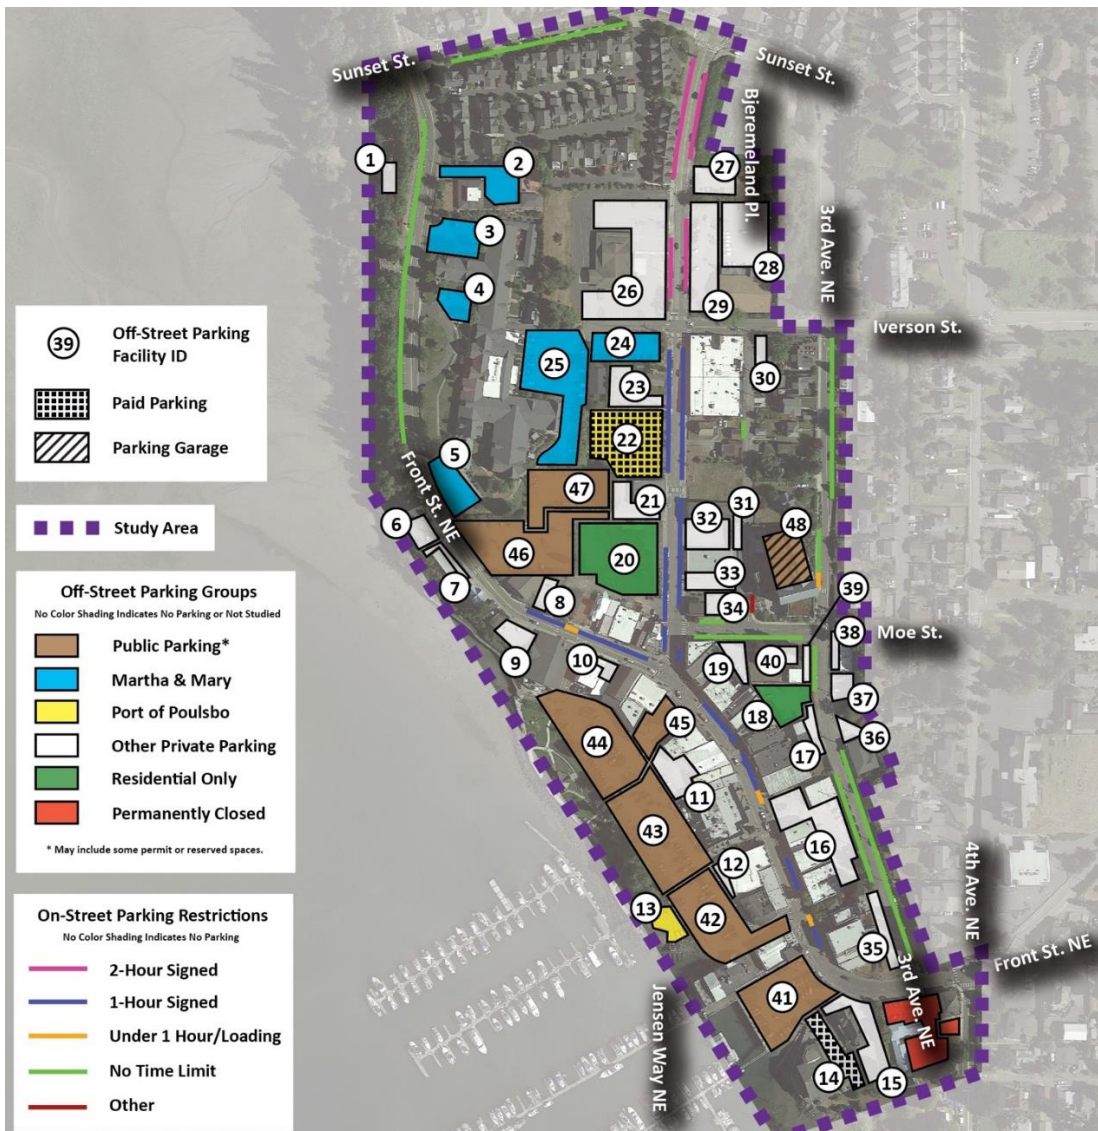 Sunset St.
Sunset St.
Bjeremeland Pl.
3rd Ave. NE
Iverson St.
1
2
27
3
28
4
26
29
39 Off-Street Parking
Facility ID
Paid Parking
Parking Garage
25
24
30
23
22
5
Front St. NE
47
21
31
32
48
Study Area
6
46
20
7
33
39
Off-Street Parking Groups
No Color Shading Indicates No Parking or Not Studied
Public Parking*
Martha & Mary
Port of Poulsbo
Other Private Parking
Residential Only
Permanently Closed
* May include some permit or reserved spaces.
8
34
38
Moe St.
9
10
19
40
37
45
18
36
44
17
11
43
16
12
4th Ave. NE
13
42
35
Front St. NE
3rd Ave. NE
41
Jensen Way NE
14
15
On-Street Parking Restrictions
No Color Shading Indicates No Parking
2-Hour Signed
1-Hour Signed
Under 1 Hour/Loading
No Time Limit
Other